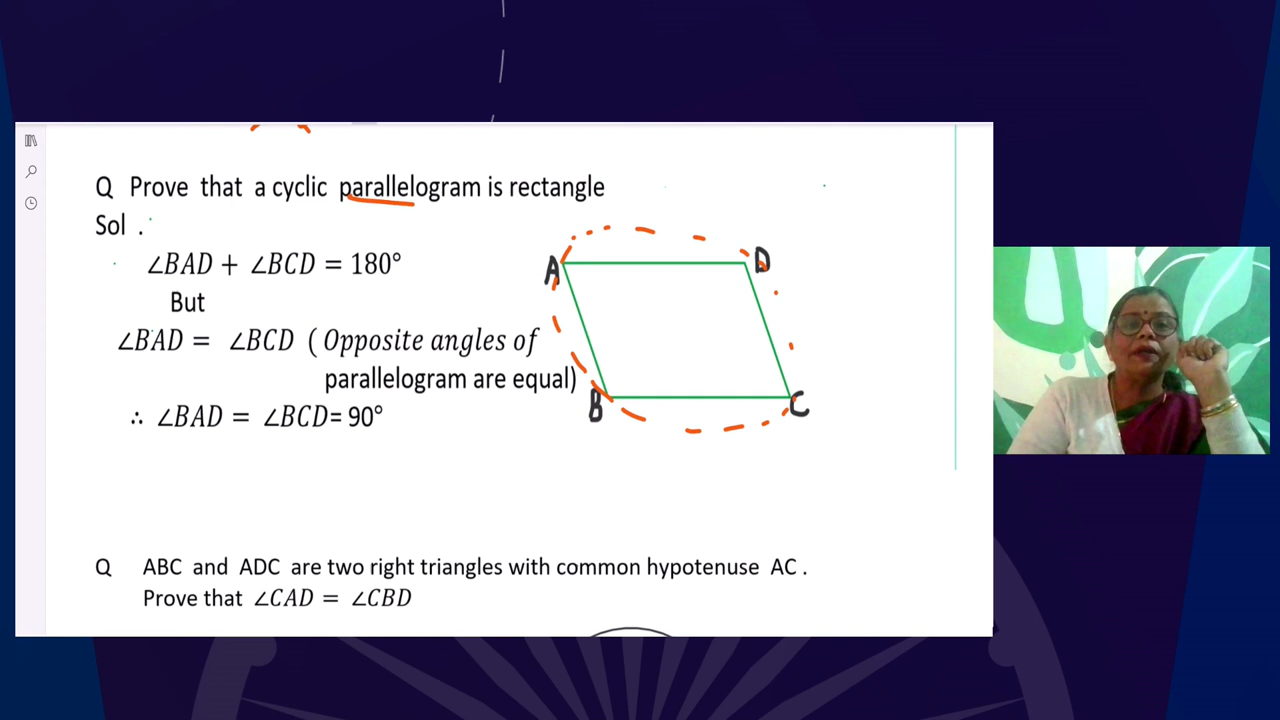 Q Prove that a cyclic parallelogram is rectangle
Sol .
∠BAD + ∠BCD = 180°
But
∠BAD = ∠BCD ( Opposite angles of
parallelogram are equal)
∴ ∠BAD = ∠BCD= 90°
A
D
B
C
Q ABC and ADC are two right triangles with common hypotenuse AC .
Prove that ∠CAD = ∠CBD